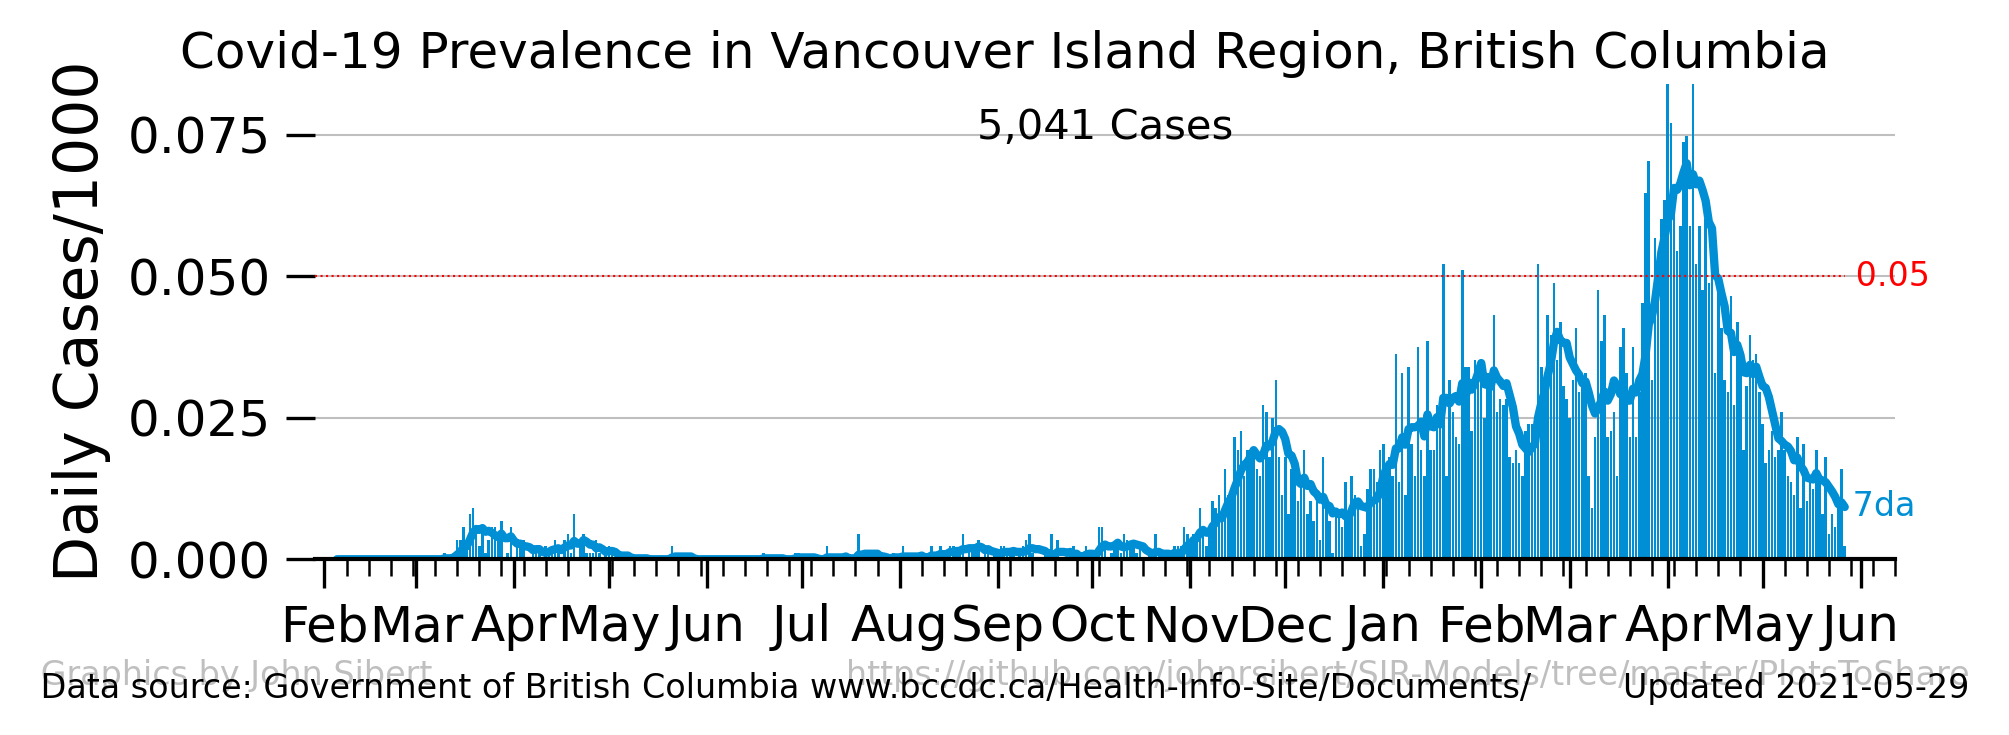 Covid-19 Prevalence in Vancouver Island Region, British Columbia
5,041 Cases
Daily Cases/1000
0.075
0.050
0.025
0.000
0.05
7da
Feb Mar Apr May Jun Jul Aug Sep Oct Nov Dec Jan Feb Mar Apr May Jun
Graphics by John Sibert https://github.com/johnrsibert/SIR-Models/tree/master/PlotsToShare
Data source: Government of British Columbia www.bccdc.ca/Health-Info-Site/Documents/ Updated 2021-05-29